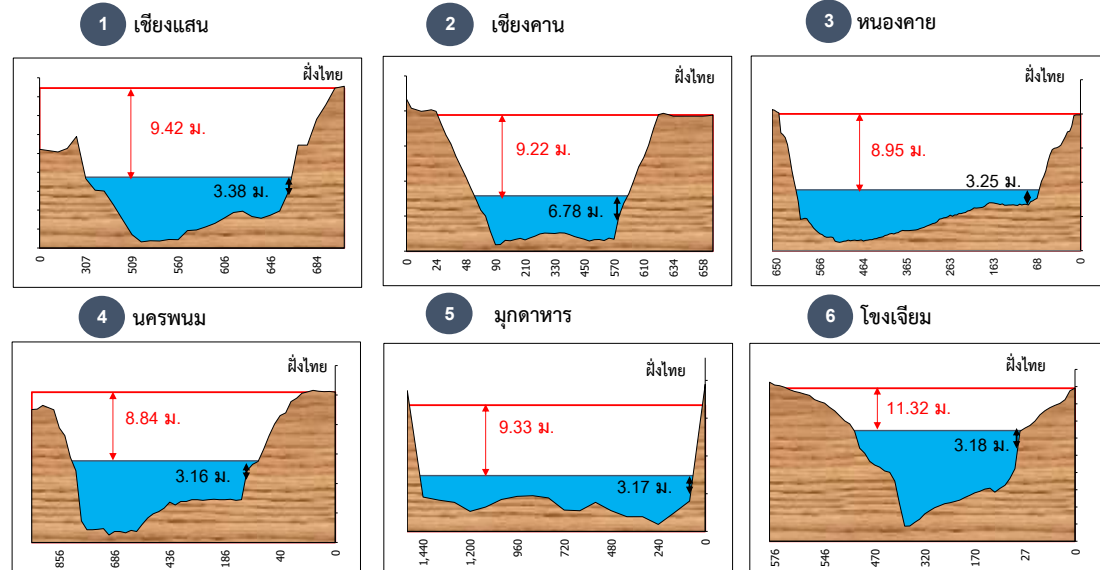 1 เชียงแสน
ฝั่งไทย
9.42 ม.
3.38 ม.
0 307 509 560 606 646 684
2 เชียงคาน
ฝั่งไทย
9.22 ม.
6.78 ม.
0 24 48 90 210 330 450 570 610 634 658
3 หนองคาย
ฝั่งไทย
8.95 ม.
3.25 ม.
650 566 464 365 263 163 68 0
4 นครพนม
ฝั่งไทย
8.84 ม.
3.16 ม.
856 686 436 186 40 0
5 มุกดาหาร
ฝั่งไทย
9.33 ม.
3.17 ม.
1,440 1,200 960 720 480 240 0
6 โขงเจียม
ฝั่งไทย
11.32 ม.
3.18 ม.
576 546 470 320 170 27 0